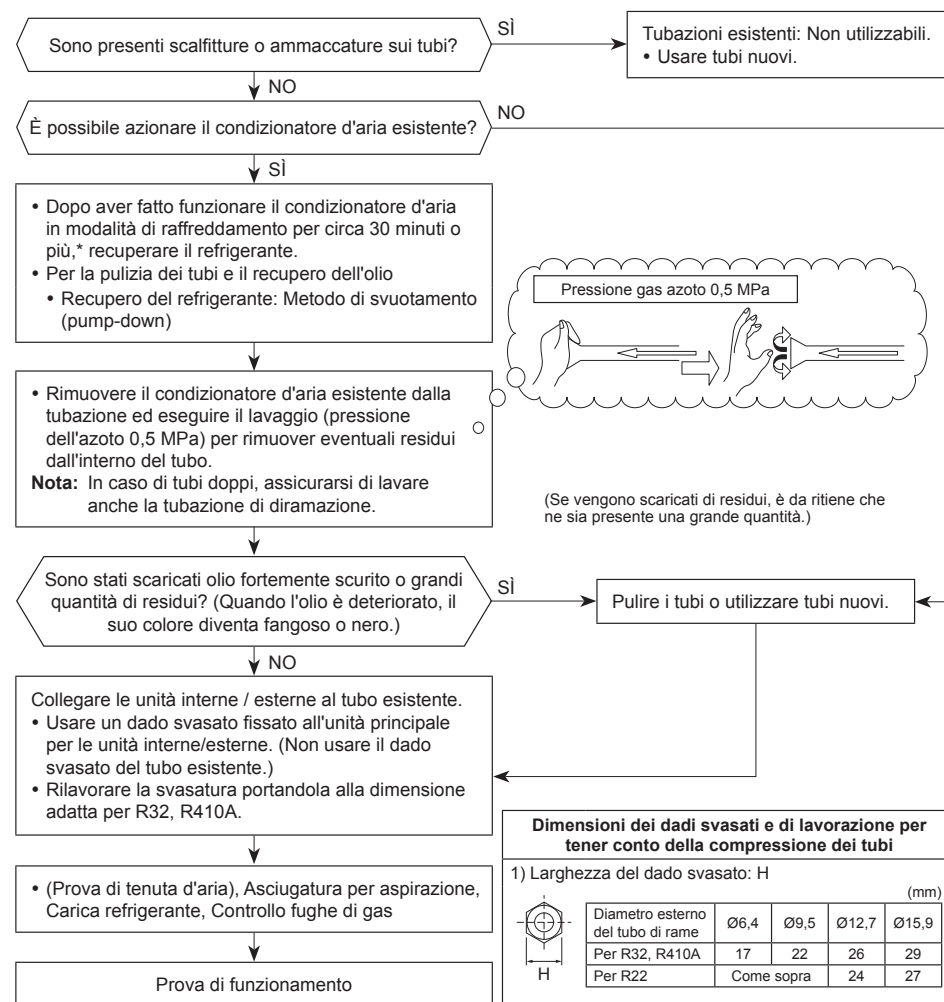 Sono presenti scalfitture o ammaccature sui tubi?
SÌ
Tubazioni esistenti: Non utilizzabili.
• Usare tubi nuovi.
NO
È possibile azionare il condizionatore d'aria esistente?
NO
SÌ
• Dopo aver fatto funzionare il condizionatore d'aria
in modalità di raffreddamento per circa 30 minuti o
più,* recuperare il refrigerante.
• Per la pulizia dei tubi e il recupero dell'olio
• Recupero del refrigerante: Metodo di svuotamento
(pump-down)
Pressione gas azoto 0,5 MPa
• Rimuovere il condizionatore d'aria esistente dalla
tubazione ed eseguire il lavaggio (pressione
dell'azoto 0,5 MPa) per rimuover eventuali residui
dall'interno del tubo.
Nota: In caso di tubi doppi, assicurarsi di lavare
anche la tubazione di diramazione.
(Se vengono scaricati di residui, è da ritiene che
ne sia presente una grande quantità.)
Sono stati scaricati olio fortemente scurito o grandi
quantità di residui? (Quando l'olio è deteriorato, il
suo colore diventa fangoso o nero.)
SÌ
Pulire i tubi o utilizzare tubi nuovi.
NO
Collegare le unità interne / esterne al tubo esistente.
• Usare un dado svasato fissato all'unità principale
per le unità interne/esterne. (Non usare il dado
svasato del tubo esistente.)
• Rilavorare la svasatura portandola alla dimensione
adatta per R32, R410A.
• (Prova di tenuta d'aria), Asciugatura per aspirazione,
Carica refrigerante, Controllo fughe di gas
Prova di funzionamento
Dimensioni dei dadi svasati e di lavorazione per
tener conto della compressione dei tubi
1) Larghezza del dado svasato: H
(mm)
H
Diametro esterno
del tubo di rame Ø6,4 Ø9,5 Ø12,7 Ø15,9
Per R32, R410A 17 22 26 29
Per R22 Come sopra 24 27